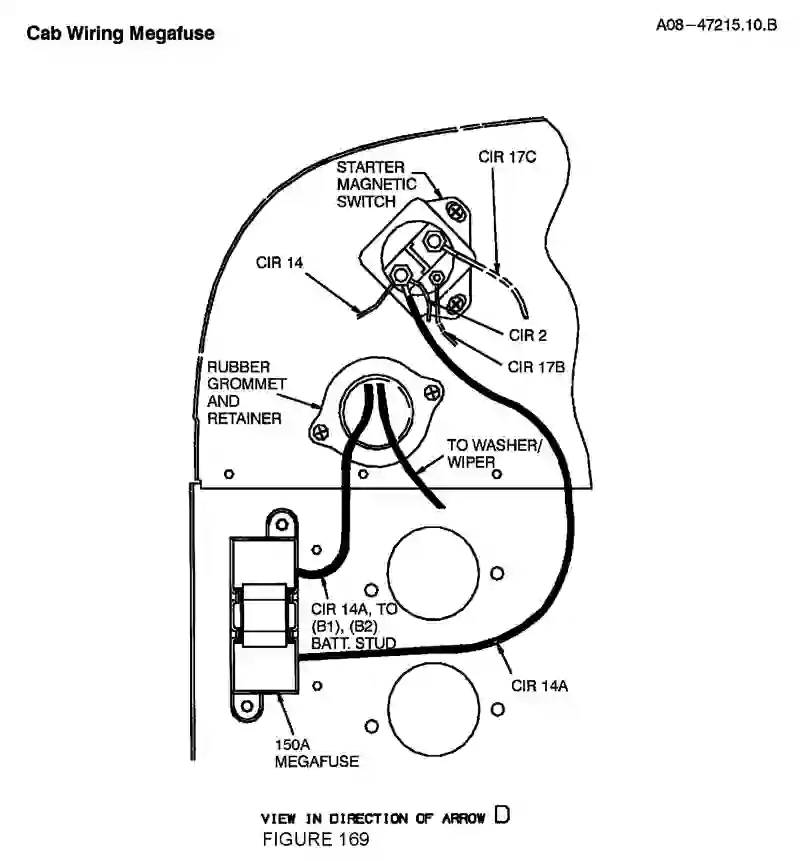 Cab Wiring Megafuse
A08-47215.10.B
CIR 17C
STARTER
MAGNETIC
SWITCH
CIR 14
CIR 2
CIR 17B
RUBBER
GROMMET
AND
RETAINER
TO WASHER/
WIPER
CIR 14A, TO
(B1), (B2)
BATT. STUD
CIR 14A
150A
MEGAFUSE
VIEW IN DIRECTION OF ARROW D
FIGURE 169